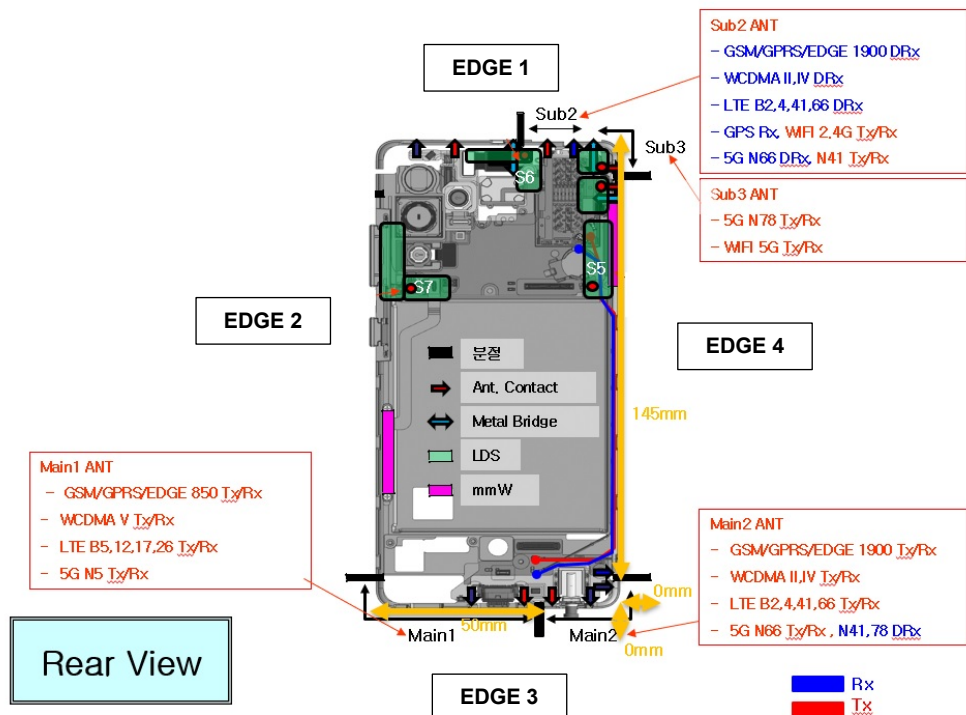 EDGE 1
Sub2 ANT
- GSM/GPRS/EDGE 1900 DRx
- WCDMA II,IV DRx
- LTE B2,4,41,66 DRx
- GPS Rx, WIFI 2.4G Tx/Rx
- 5G N66 DRx, N41 Tx/Rx
Sub2
Sub3
Sub3 ANT
- 5G N78 Tx/Rx
- WIFI 5G Tx/Rx
S6
S5
S7
EDGE 2
EDGE 4
분절
Ant. Contact
Metal Bridge
LDS
mmW
145mm
Main1 ANT
- GSM/GPRS/EDGE 850 Tx/Rx
- WCDMA V Tx/Rx
- LTE B5,12,17,26 Tx/Rx
- 5G N5 Tx/Rx
Main2 ANT
- GSM/GPRS/EDGE 1900 Tx/Rx
- WCDMA II,IV Tx/Rx
- LTE B2,4,41,66 Tx/Rx
- 5G N66 Tx/Rx , N41,78 DRx
0mm
50mm
Main1
Main2
0mm
Rear View
EDGE 3
Rx
Tx